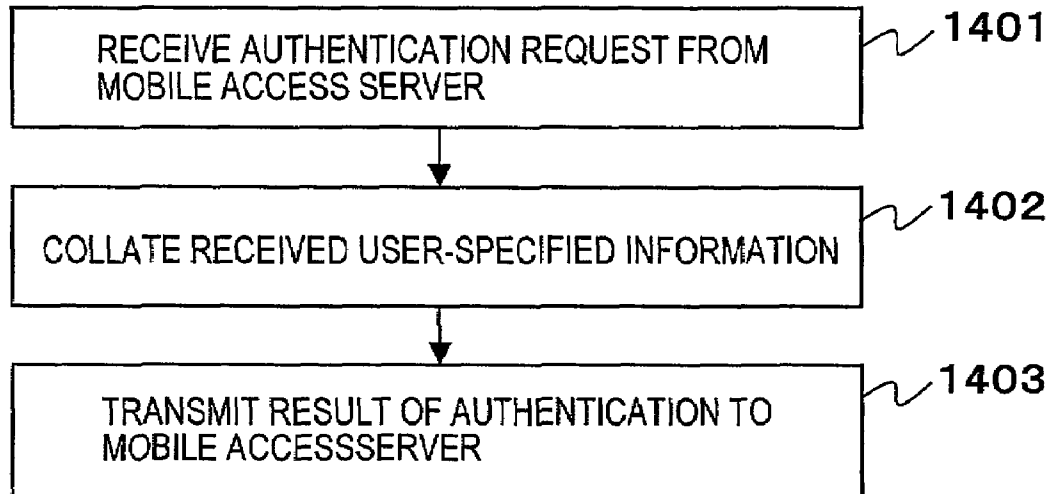 RECEIVE AUTHENTICATION REQUEST FROM
MOBILE ACCESS SERVER
1401
COLLATE RECEIVED USER-SPECIFIED INFORMATION
1402
TRANSMIT RESULT OF AUTHENTICATION TO
MOBILE ACCESSSERVER
1403